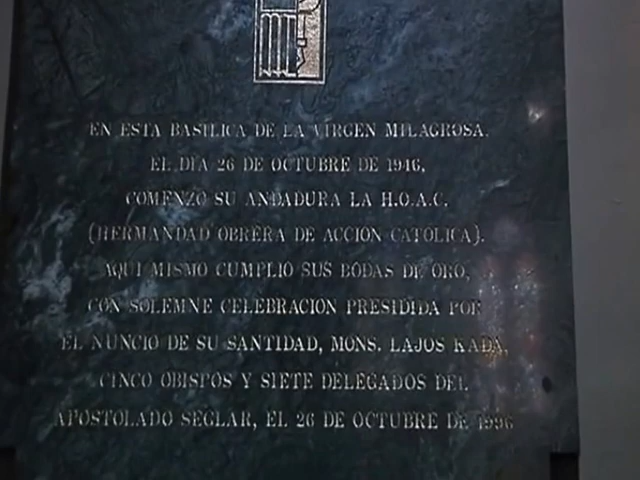 EN ESTA BASILICA DE LA VIRGEN MILAGROSA,
EL DIA 26 DE OCTUBRE DE 1946,
COMENZO SU ANDADURA LA H.O.A.C.
(HERMANDAD OBRERA DE ACCION CATOLICA).
AQUI MISMO CUMPLIO SUS BODAS DE ORO,
CON SOLEMNE CELEBRACION PRESIDIDA POR
EL NUNCIO DE SU SANTIDAD, MONS. LAJOS KADA,
CINCO OBISPOS Y SIETE DELEGADOS DEL
APOSTOLADO SEGLAR, EL 26 DE OCTUBRE DE 1996